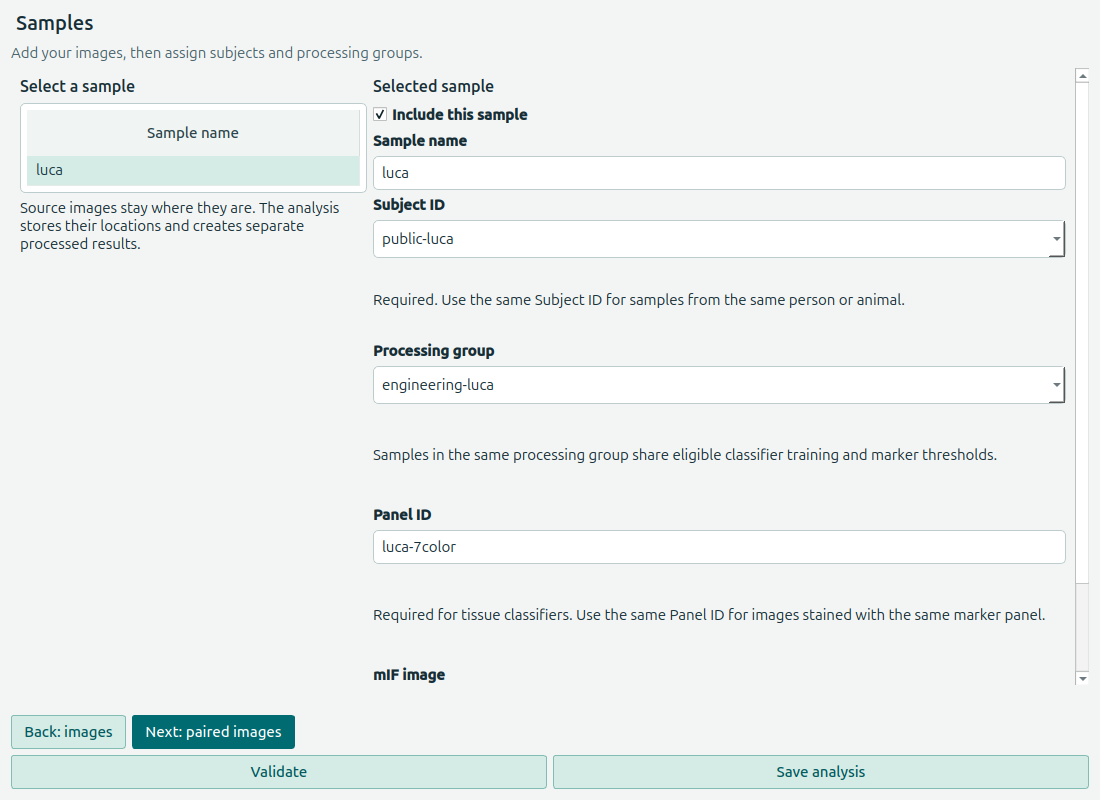 Samples
Add your images, then assign subjects and processing groups.
Select a sample
Sample name
luca
Source images stay where they are. The analysis
stores their locations and creates separate
processed results.
Selected sample
Include this sample
Sample name
luca
Subject ID
public-luca
Required. Use the same Subject ID for samples from the same person or animal.
Processing group
engineering-luca
Samples in the same processing group share eligible classifier training and marker thresholds.
Panel ID
luca-7color
Required for tissue classifiers. Use the same Panel ID for images stained with the same marker panel.
mIF image
Back: images
Next: paired images
Validate
Save analysis